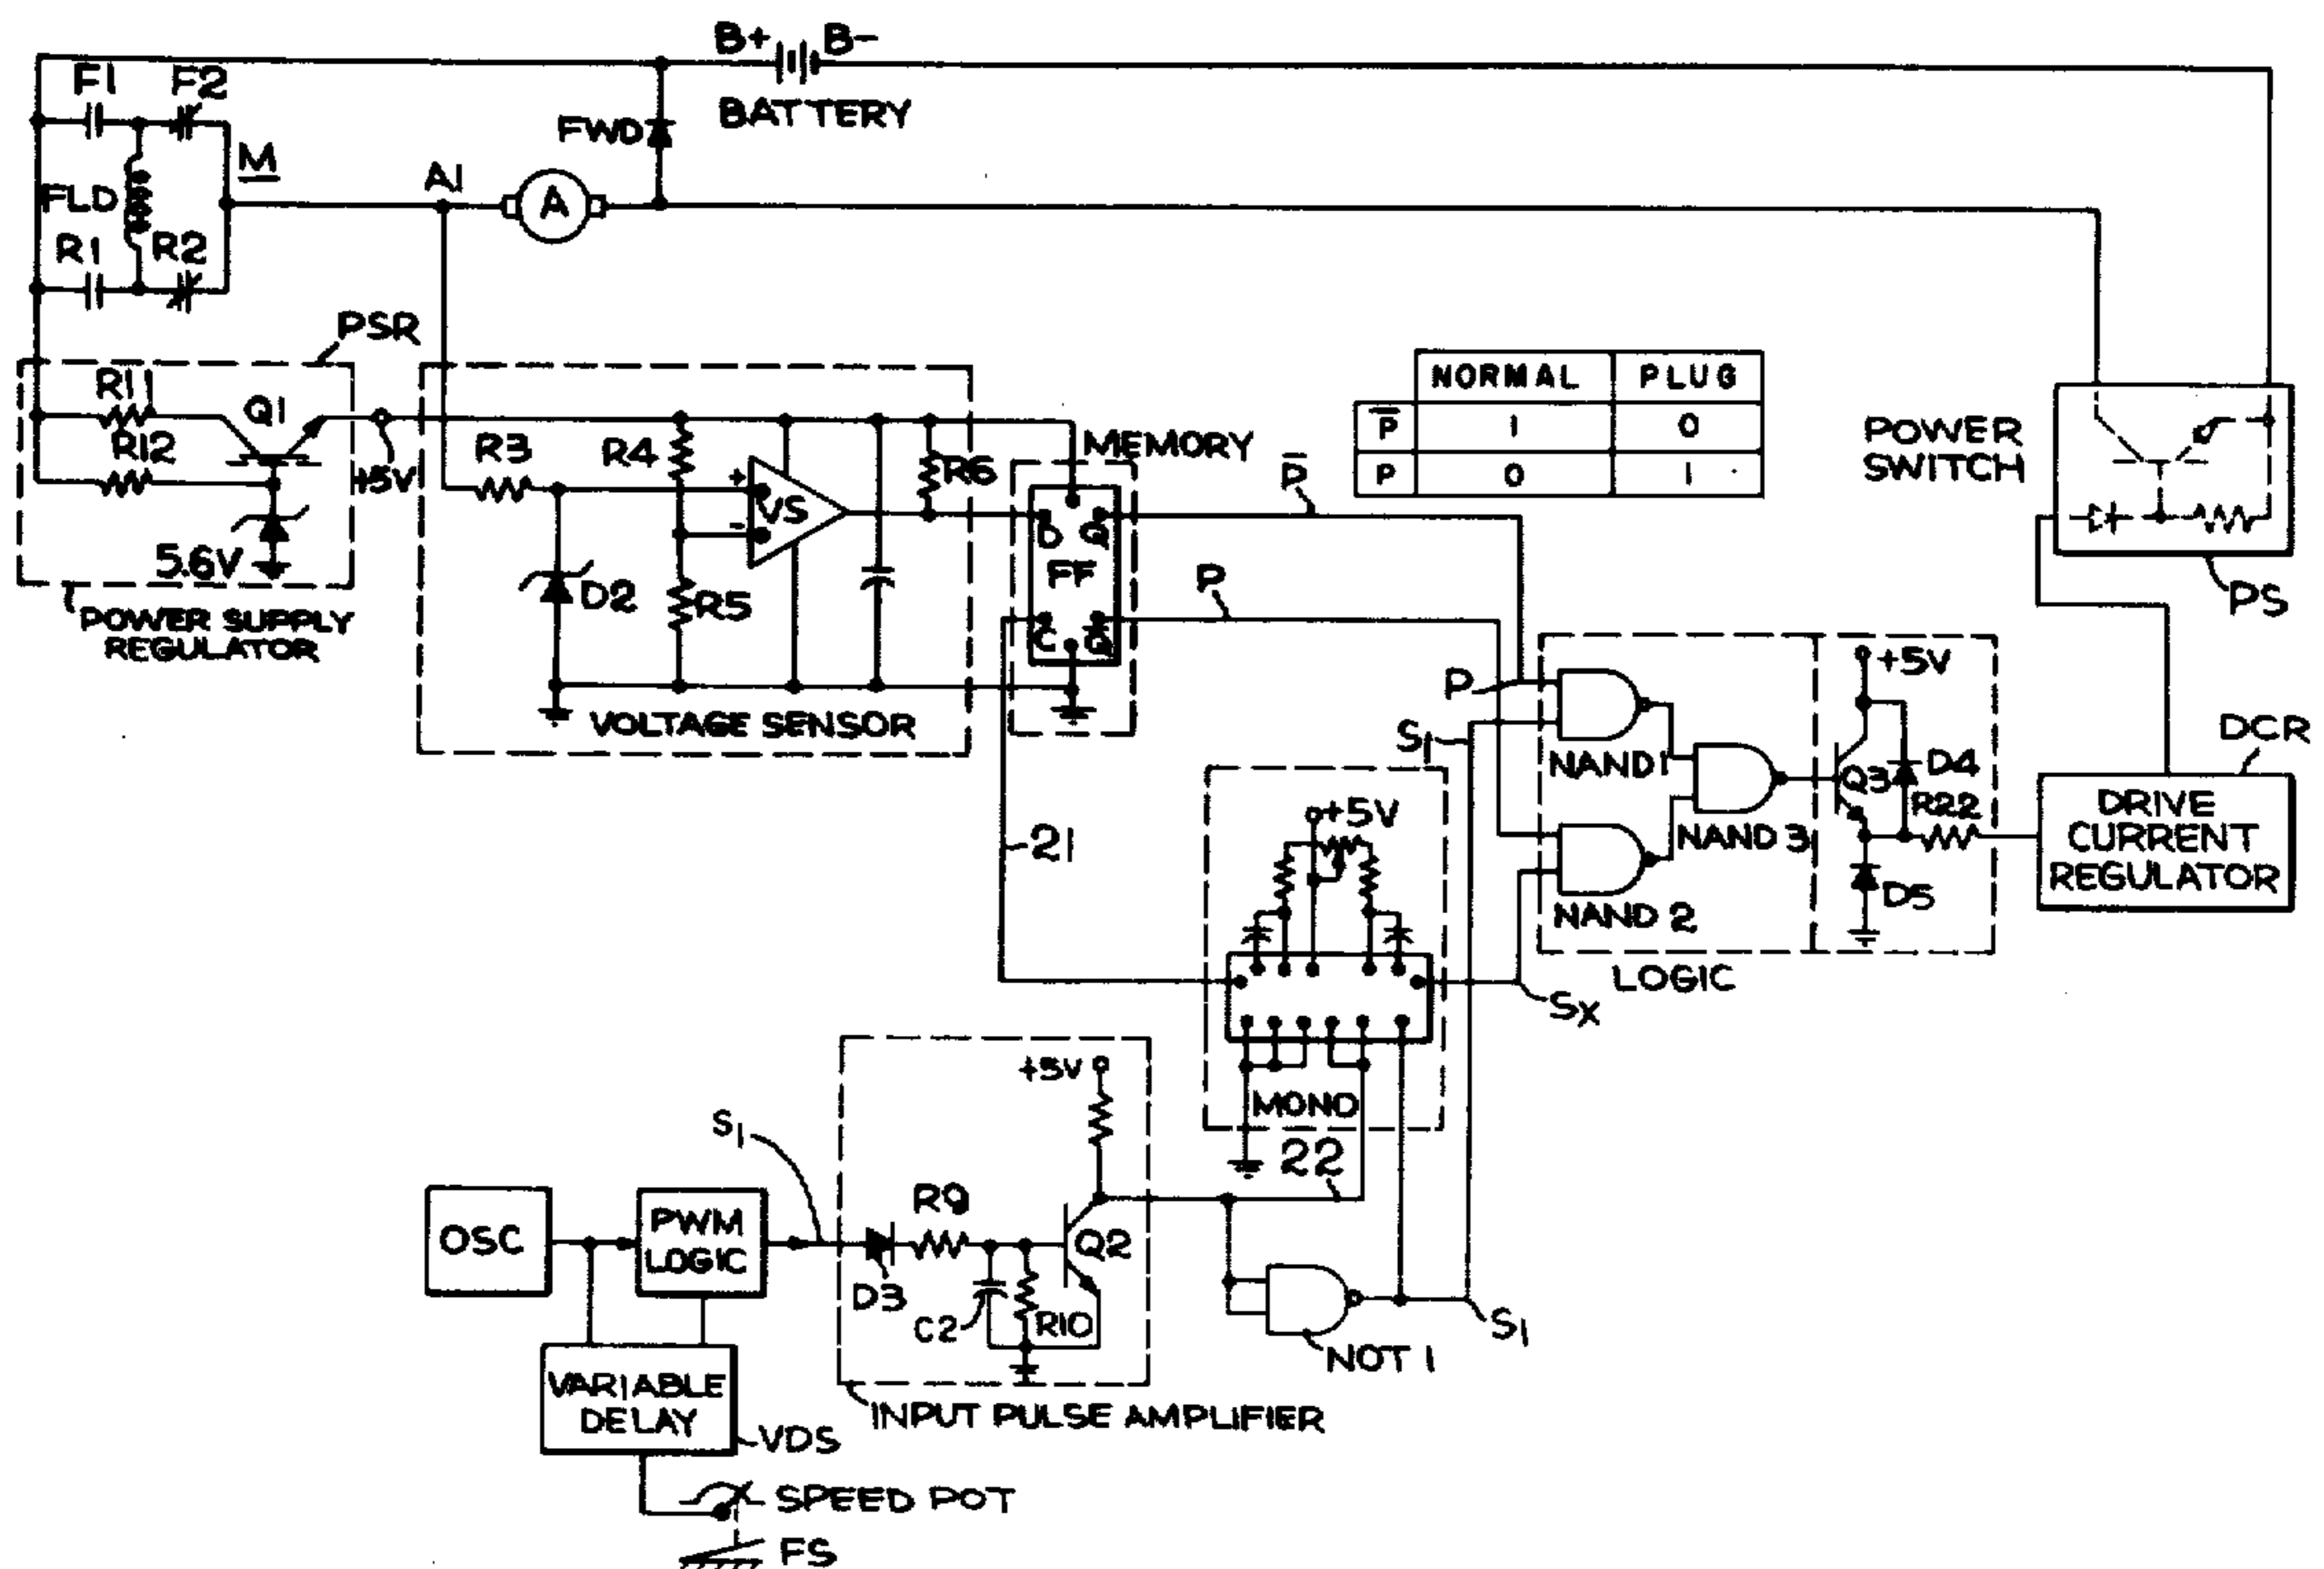 B+ B-
BATTERY
F1 F2
FWD
M
A1
A
FLD
R1 R2
PSR
R11
Q1
R12
+5V
5.6V
POWER SUPPLY
REGULATOR
R3
R4
R6
+
VS
-
D2
R5
VOLTAGE SENSOR
MEMORY
D Q
FF
C Q̅
P̅
P
NORMAL PLUG
P̅ 1 0
P 0 1
POWER
SWITCH
PS
P
S1
NAND 1
NAND 2
NAND 3
LOGIC
+5V
Q3
D4
R22
D5
DCR
DRIVE
CURRENT
REGULATOR
21
+5V
SX
MONO
22
+5V
S1
OSC
PWM
LOGIC
R9
D3
Q2
C2
R10
NOT 1
S1
VARIABLE
DELAY
VDS
INPUT PULSE AMPLIFIER
SPEED POT
FS